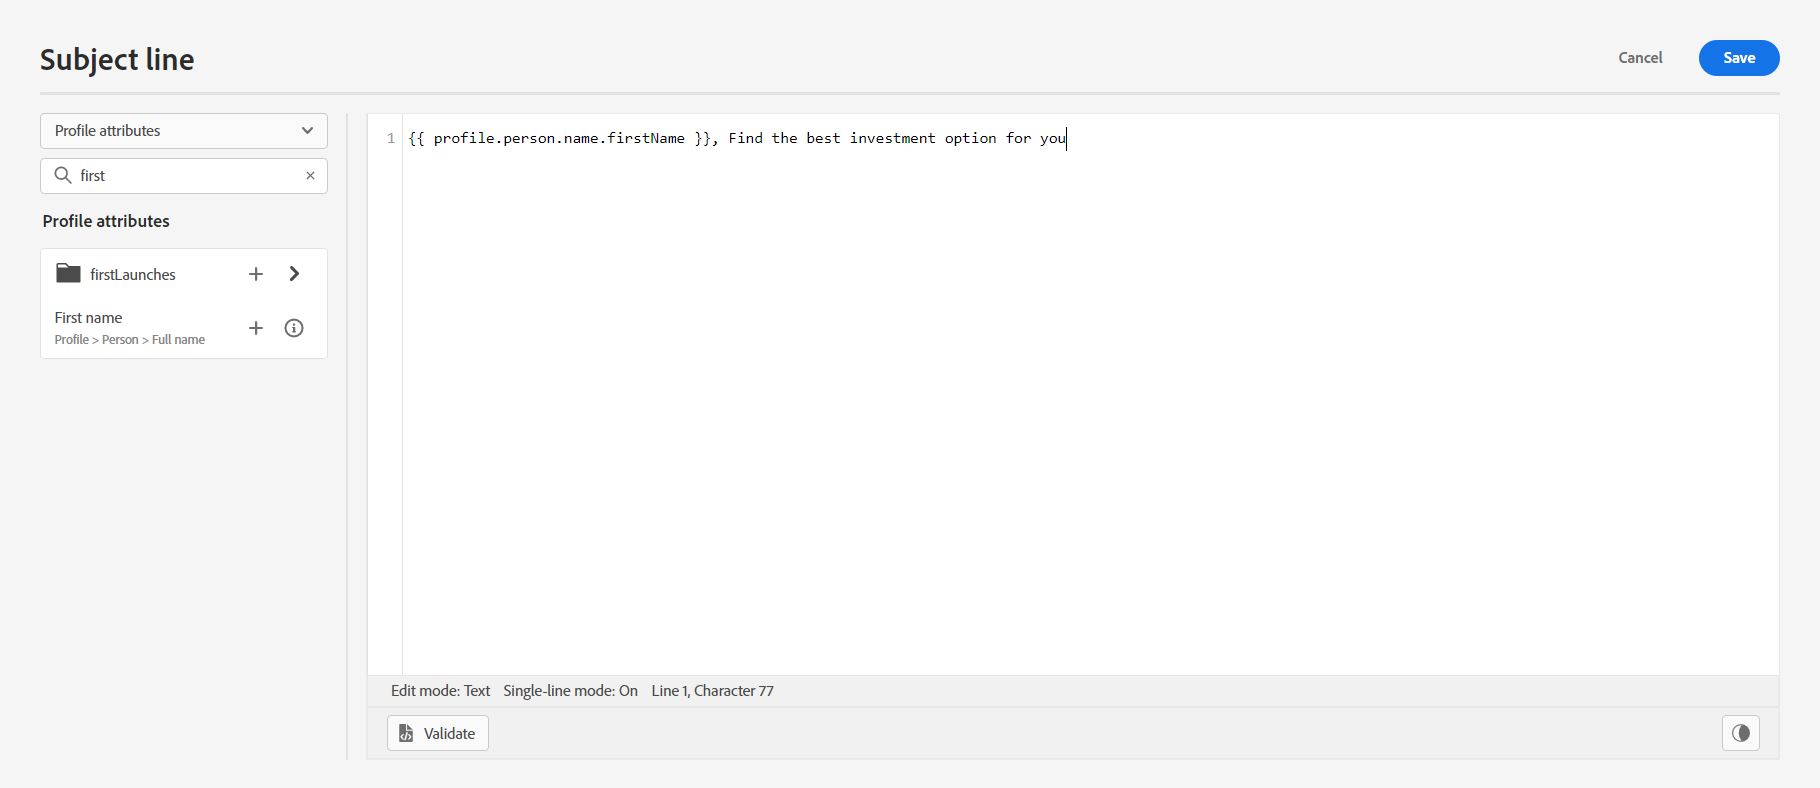 Subject line
Cancel
Save
Profile attributes
first
Profile attributes
firstLaunches
First name
Profile > Person > Full name
1 {{ profile.person.name.firstName }}, Find the best investment option for you
Edit mode: Text Single-line mode: On Line 1, Character 77
Validate